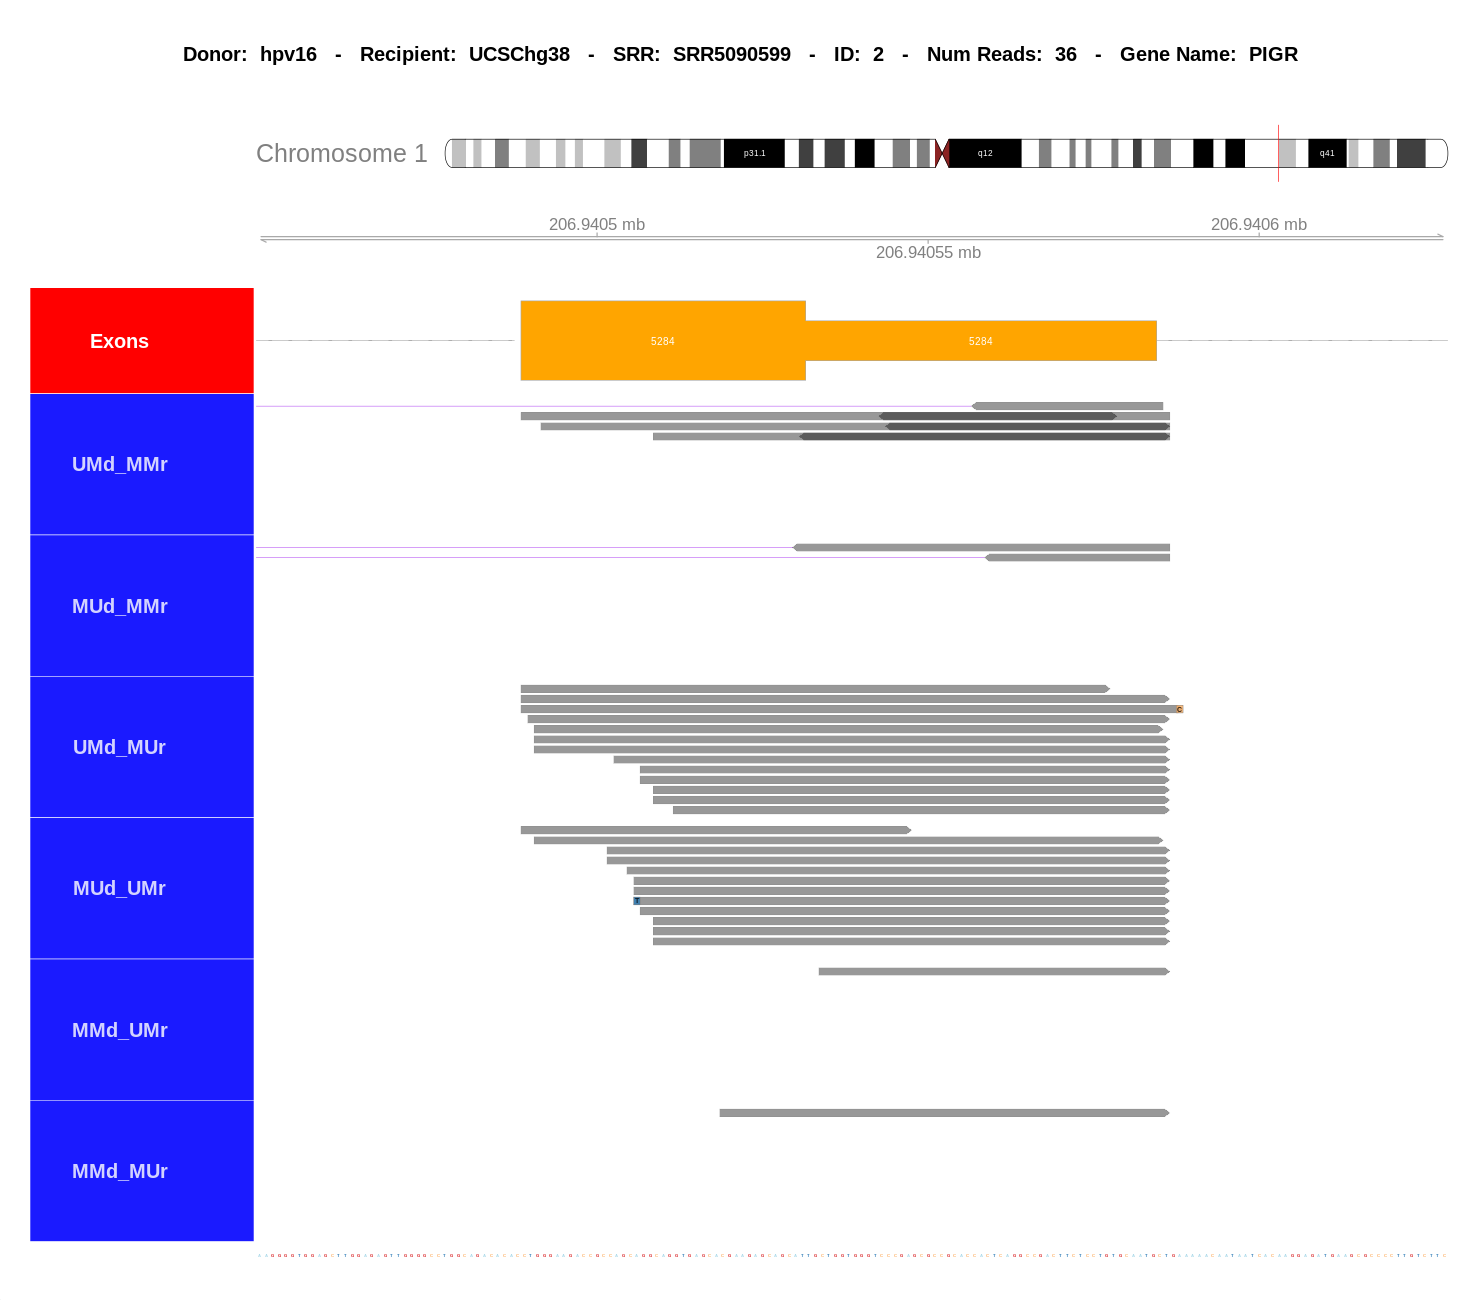 Donor: hpv16 - Recipient: UCSChg38 - SRR: SRR5090599 - ID: 2 - Num Reads: 36 - Gene Name: PIGR
Chromosome 1
p31.1 q12 q41
206.9405 mb 206.9406 mb
206.94055 mb
Exons
5284 5284
UMd_MMr
MUd_MMr
UMd_MUr
C
MUd_UMr
T
MMd_UMr
MMd_MUr